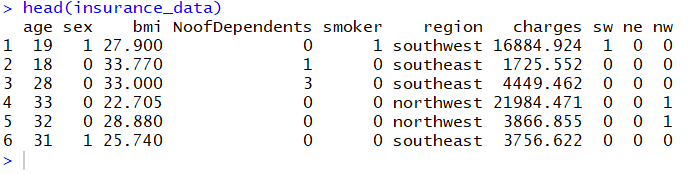 > head(insurance_data)
  age sex    bmi NoofDependents smoker    region   charges sw ne nw
1  19   1 27.900              0      1 southwest 16884.924  1  0  0
2  18   0 33.770              1      0 southeast  1725.552  0  0  0
3  28   0 33.000              3      0 southeast  4449.462  0  0  0
4  33   0 22.705              0      0 northwest 21984.471  0  0  1
5  32   0 28.880              0      0 northwest  3866.855  0  0  1
6  31   1 25.740              0      0 southeast  3756.622  0  0  0
>